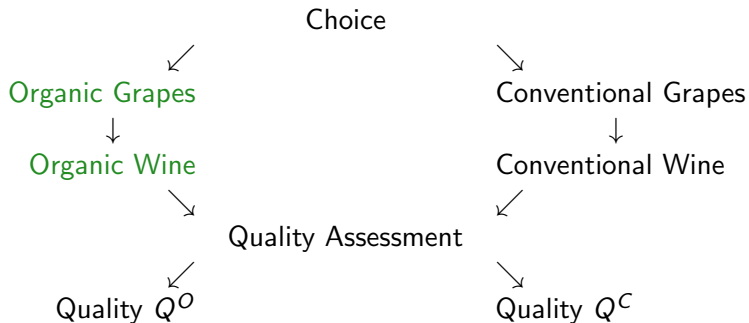 Choice
Organic Grapes Conventional Grapes
Organic Wine Conventional Wine
Quality Assessment
Quality Q^O Quality Q^C